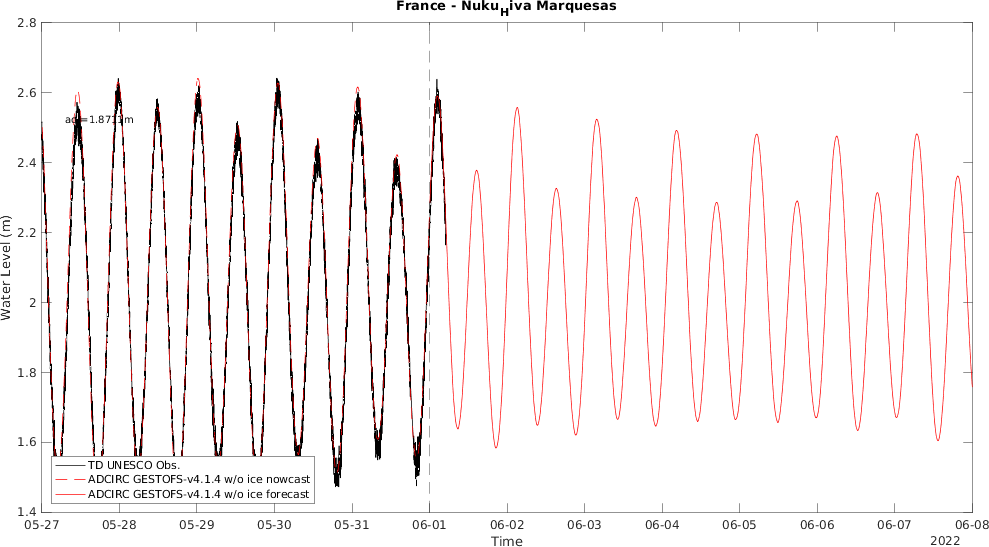 France - Nuku_Hiva Marquesas
2.8
2.6
2.4
2.2
2
1.8
1.6
1.4
Water Level (m)
TD UNESCO Obs.
ADCIRC GESTOFS-v4.1.4 w/o ice nowcast
ADCIRC GESTOFS-v4.1.4 w/o ice forecast
05-27 05-28 05-29 05-30 05-31 06-01 06-02 06-03 06-04 06-05 06-06 06-07 06-08
Time
2022